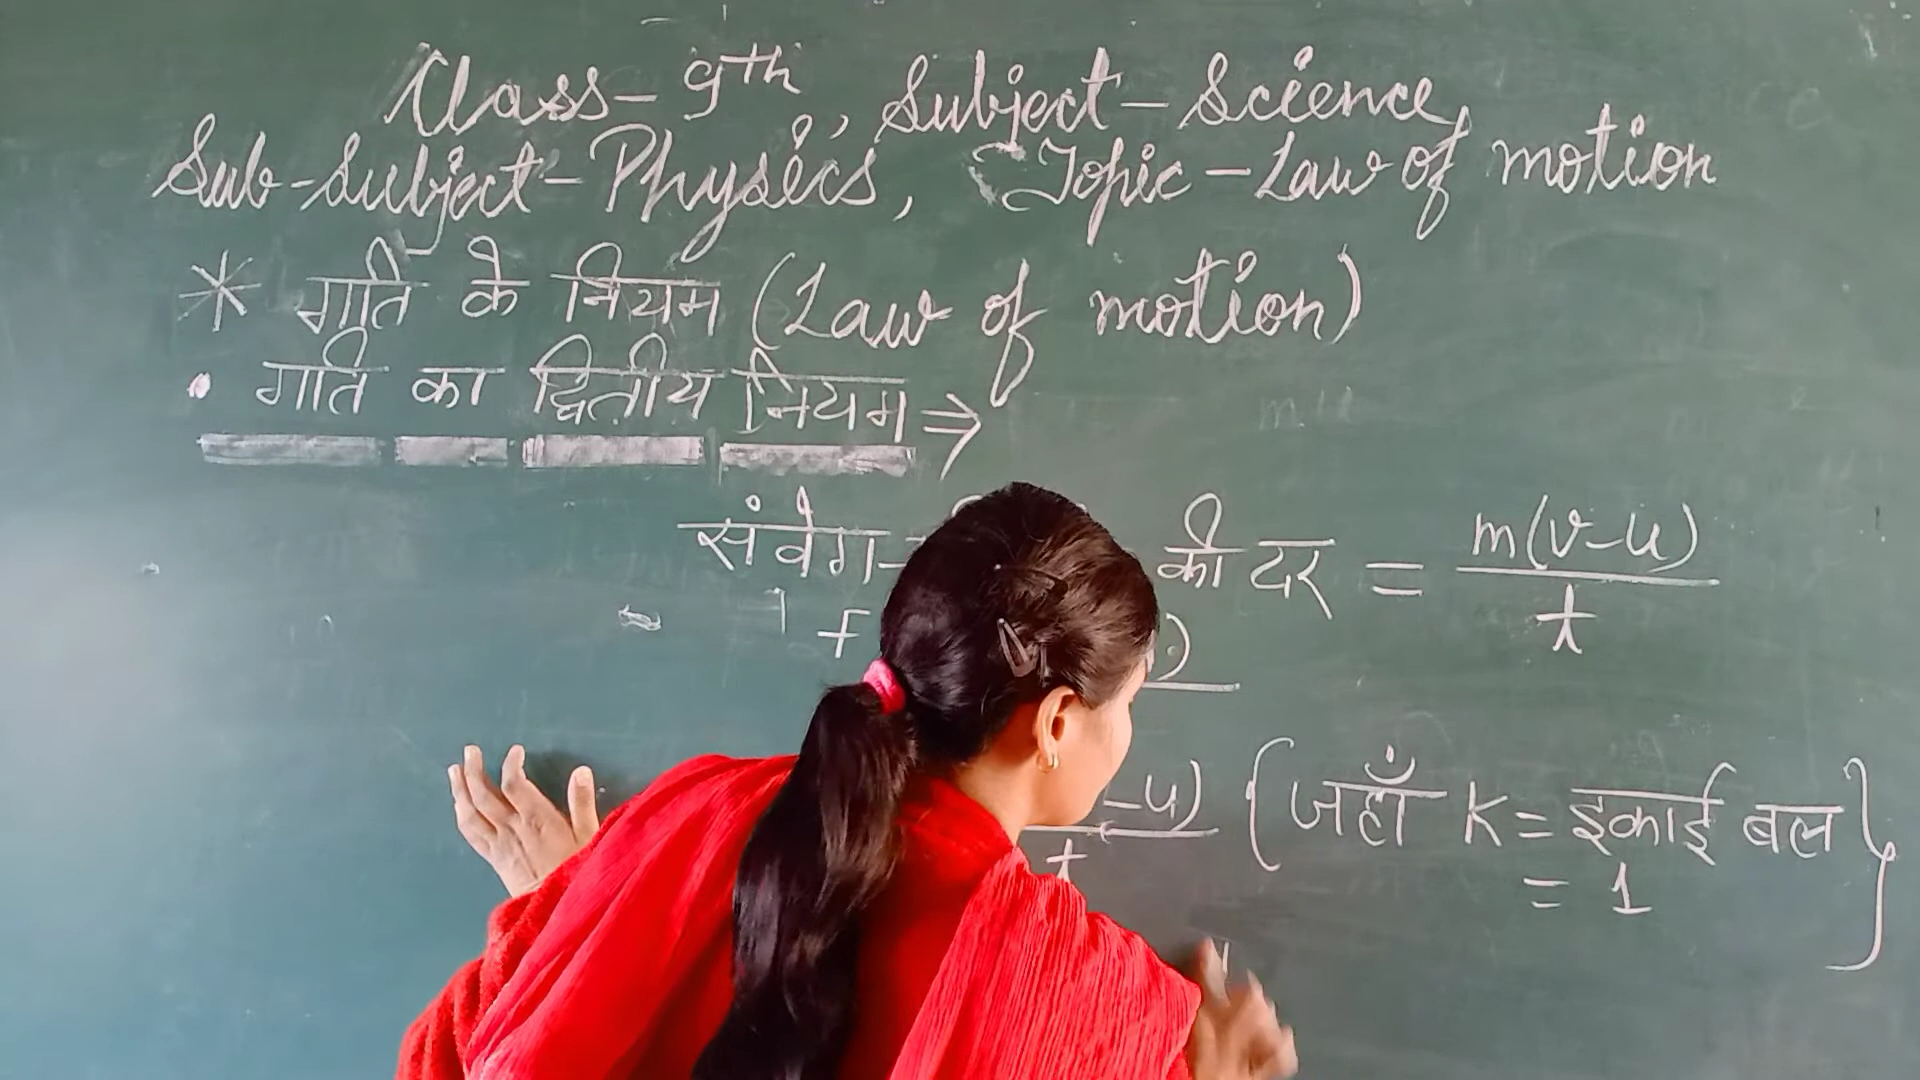 Class-9th, Subject-Science,
Sub-Subject-Physics, Topic-Law of motion
* गति के नियम (Law of motion)
• गति का द्वितीय नियम ⇒
संवेग- की दर = m(v-u)/t
F )
-u)/t {जहाँ K = इकाई बल}
= 1